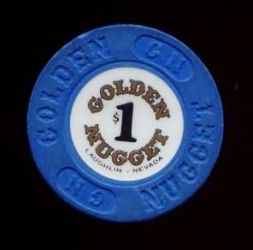 GOLDEN
GN
NUGGET
GN
GOLDEN
$1
NUGGET
LAUGHLIN - NEVADA